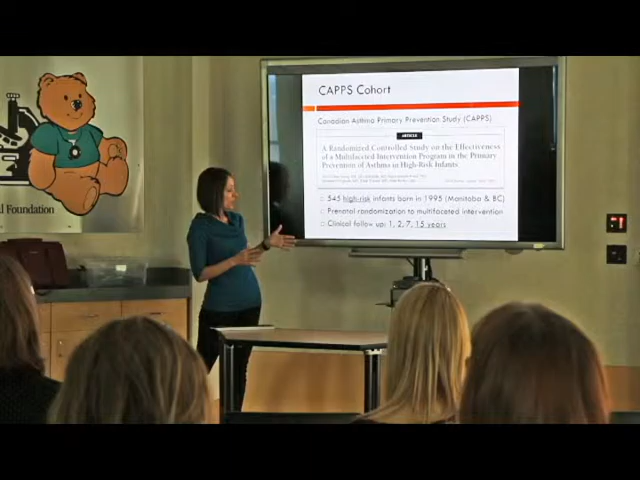 CAPPS Cohort
Canadian Asthma Primary Prevention Study (CAPPS)
ARTICLE
A Randomized Controlled Study on the Effectiveness
of a Multifaceted Intervention Program in the Primary
Prevention of Asthma in High-Risk Infants
545 high-risk infants born in 1995 (Manitoba & BC)
Prenatal randomization to multifaceted intervention
Clinical follow up: 1, 2, 7, 15 years
Foundation